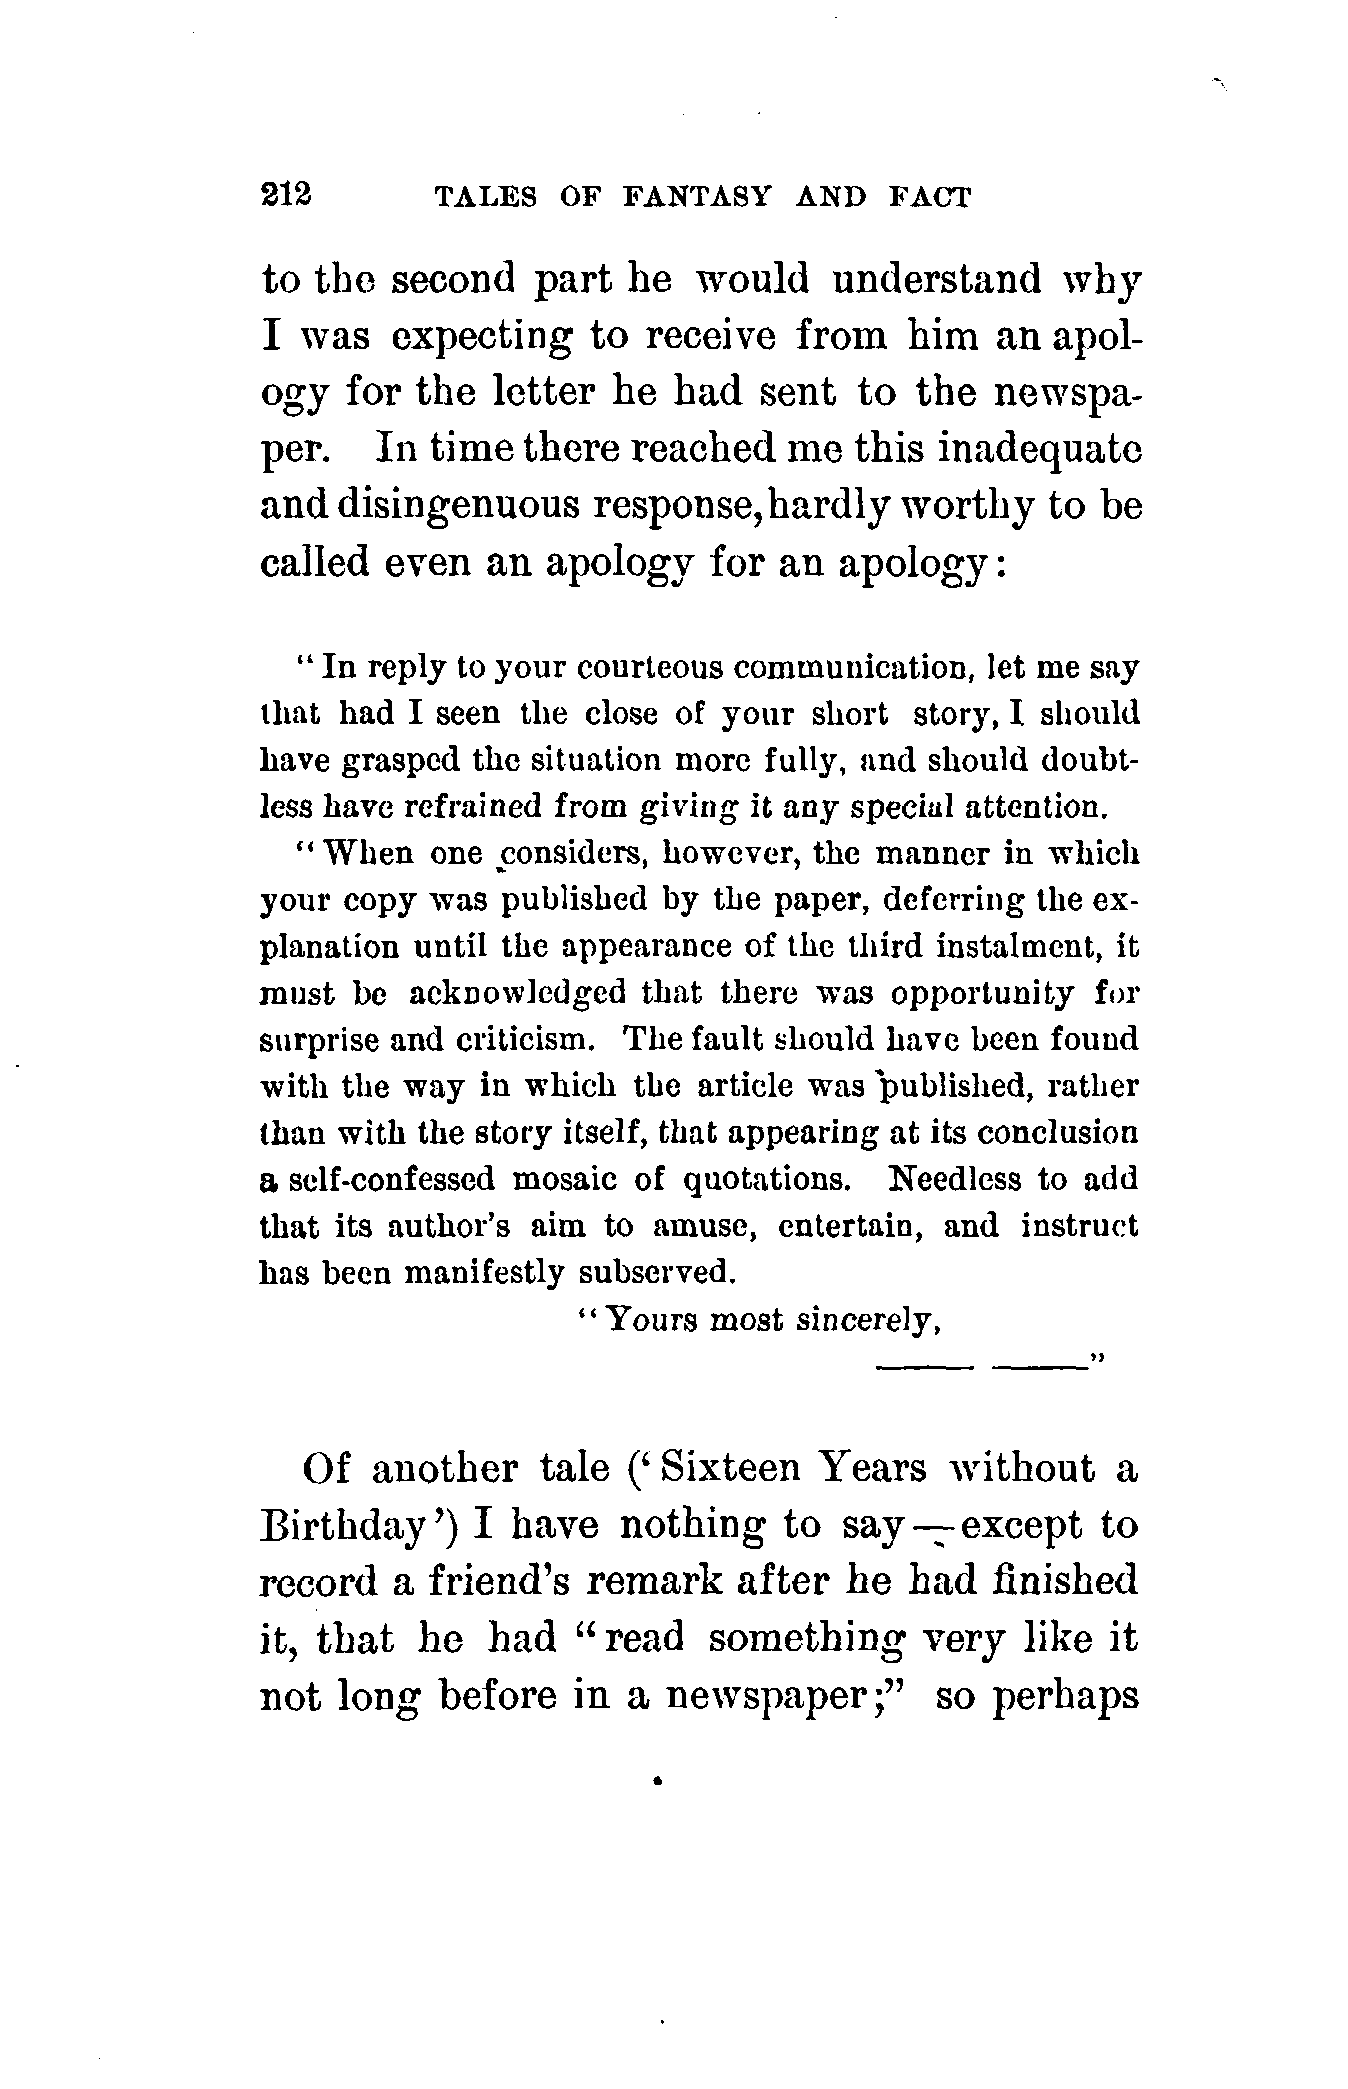 212 TALES OF FANTASY AND FACT
to the second part he would understand why
I was expecting to receive from him an apol-
ogy for the letter he had sent to the newspa-
per. In time there reached me this inadequate
and disingenuous response, hardly worthy to be
called even an apology for an apology:
“In reply to your courteous communication, let me say
that had I seen the close of your short story, I should
have grasped the situation more fully, and should doubt-
less have refrained from giving it any special attention.
“When one considers, however, the manner in which
your copy was published by the paper, deferring the ex-
planation until the appearance of the third instalment, it
must be acknowledged that there was opportunity for
surprise and criticism. The fault should have been found
with the way in which the article was published, rather
than with the story itself, that appearing at its conclusion
a self-confessed mosaic of quotations. Needless to add
that its author's aim to amuse, entertain, and instruct
has been manifestly subserved.
“Yours most sincerely,
—— ——”
Of another tale (‘Sixteen Years without a
Birthday’) I have nothing to say—except to
record a friend's remark after he had finished
it, that he had “read something very like it
not long before in a newspaper;” so perhaps